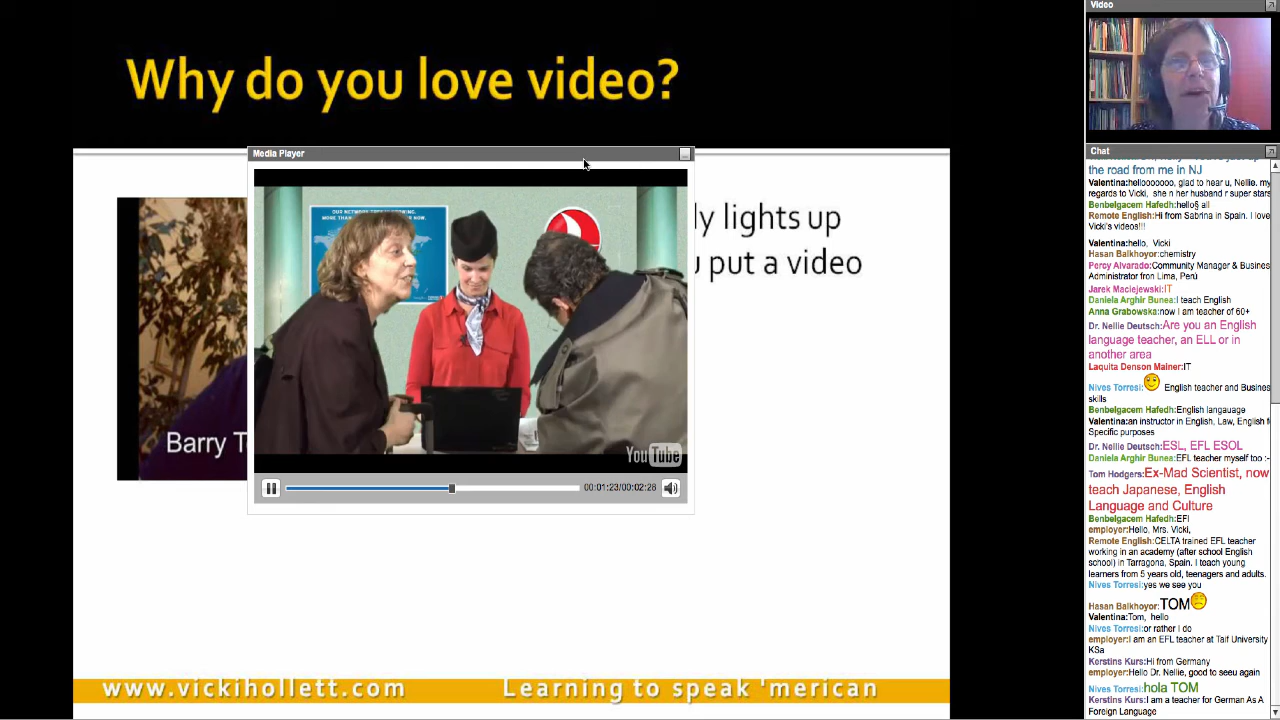 Why do you love video?
Media Player
OUR NETWORK
MORE THAN
NOW.
ly lights up
u put a video
Barry T
YouTube
00:01:23/00:02:28
www.vickihollett.com
Learning to speak 'merican
Video
Chat
the road from me in NJ
Valentina:hellooooooo, glad to hear u, Nellie. my
regards to Vicki, she n her husband r super stars
Benbelgacem Hafedh:hello§ all
Remote English:Hi from Sabrina in Spain. I love
Vicki's videos!!!
Valentina:hello, Vicki
Hasan Balkhoyor:chemistry
Percy Alvarado:Community Manager & Busines
Administrator fron Lima, Perú
Jarek Maciejewski:IT
Daniela Arghir Bunea:I teach English
Anna Grabowska:now I am teacher of 60+
Dr. Nellie Deutsch:Are you an English
language teacher, an ELL or in
another area
Laquita Denson Mainer:IT
Nives Torresi: English teacher and Busines
skills
Benbelgacem Hafedh:English langauage
Valentina:an instructor in English, Law, English f
Specific purposes
Dr. Nellie Deutsch:ESL, EFL ESOL
Daniela Arghir Bunea:EFL teacher myself too :-
Tom Hodgers:Ex-Mad Scientist, now
teach Japanese, English
Language and Culture
Benbelgacem Hafedh:EFl
employer:Hello, Mrs. Vicki,
Remote English:CELTA trained EFL teacher
working in an academy (after school English
school) in Tarragona, Spain. I teach young
learners from 5 years old, teenagers and adults.
Nives Torresi:yes we see you
Hasan Balkhoyor:TOM
Valentina:Tom, hello
Nives Torresi:or rather i do
employer:I am an EFL teacher at Taif University
KSa
Kerstins Kurs:Hi from Germany
employer:Hello Dr. Nellie, good to seeu again
Nives Torresi:hola TOM
Kerstins Kurs:I am a teacher for German As A
Foreign Language